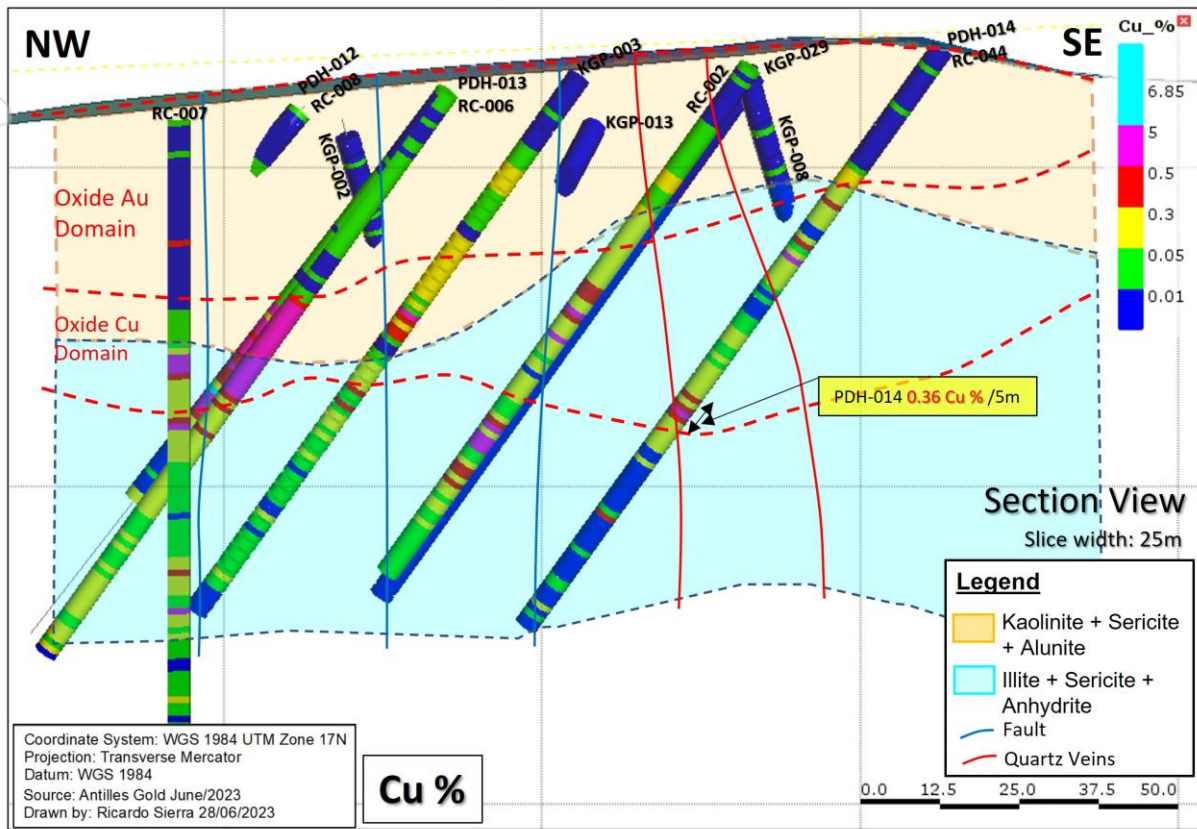 NW
SE
Cu_%
6.85
5
0.5
0.3
0.05
0.01
RC-007
PDH-012
RC-008
KGP-002
PDH-013
RC-006
KGP-003
KGP-013
RC-002
KGP-029
KGP-008
PDH-014
RC-044
Oxide Au
Domain
Oxide Cu
Domain
PDH-014 0.36 Cu % /5m
Section View
Slice width: 25m
Legend
Kaolinite + Sericite
+ Alunite
Illite + Sericite +
Anhydrite
Fault
Quartz Veins
Coordinate System: WGS 1984 UTM Zone 17N
Projection: Transverse Mercator
Datum: WGS 1984
Source: Antilles Gold June/2023
Drawn by: Ricardo Sierra 28/06/2023
Cu %
0.0 12.5 25.0 37.5 50.0